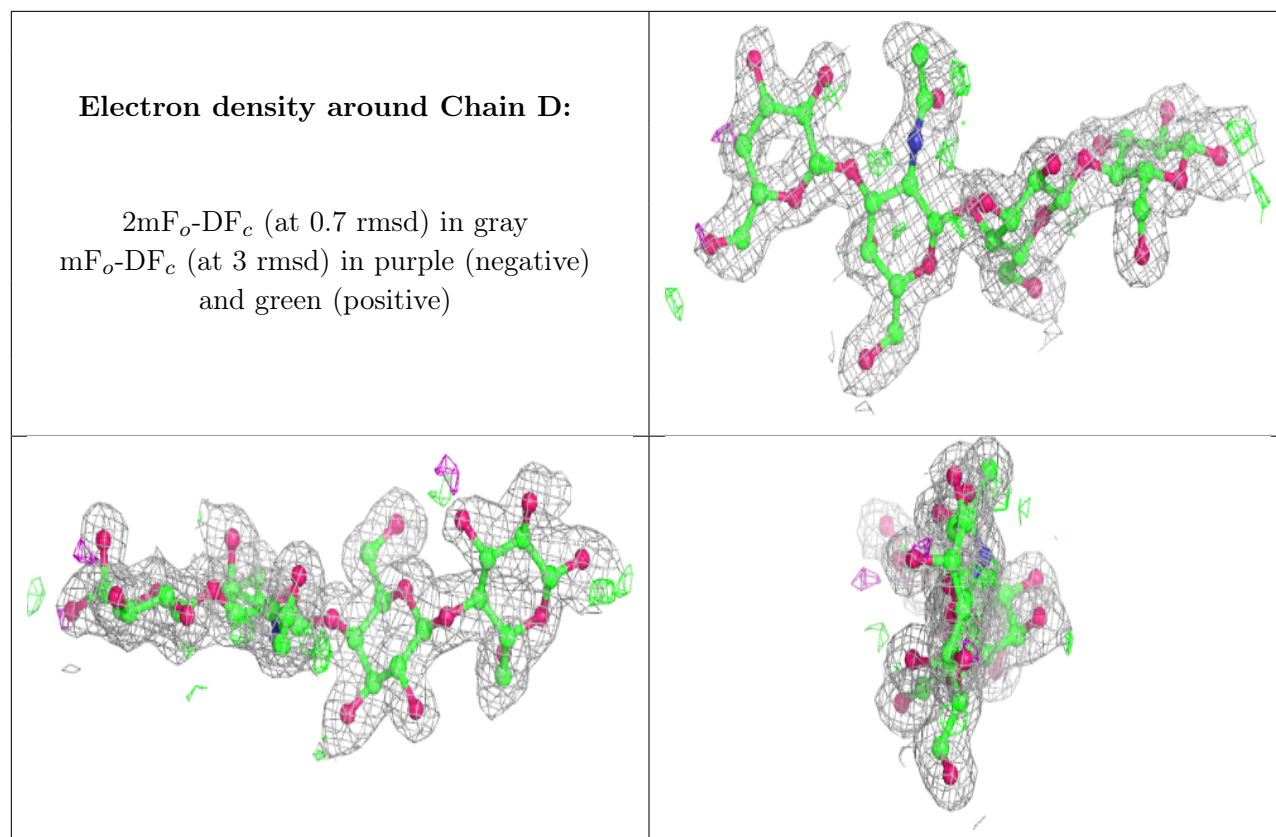 Electron density around Chain D:
2mFo-DFc (at 0.7 rmsd) in gray
mFo-DFc (at 3 rmsd) in purple (negative)
and green (positive)